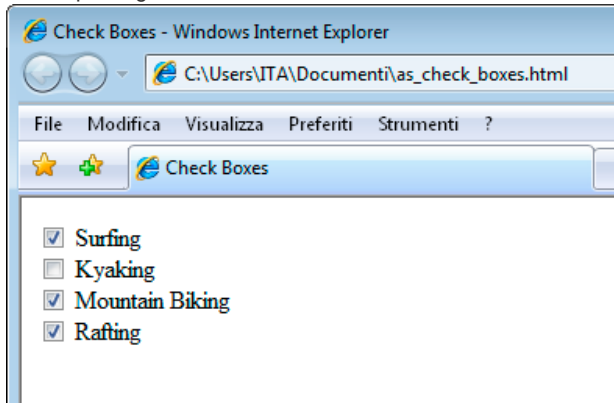 Check Boxes - Windows Internet Explorer
C:\Users\ITA\Documenti\as_check_boxes.html
File Modifica Visualizza Preferiti Strumenti ?
Check Boxes
Surfing
Kyaking
Mountain Biking
Rafting